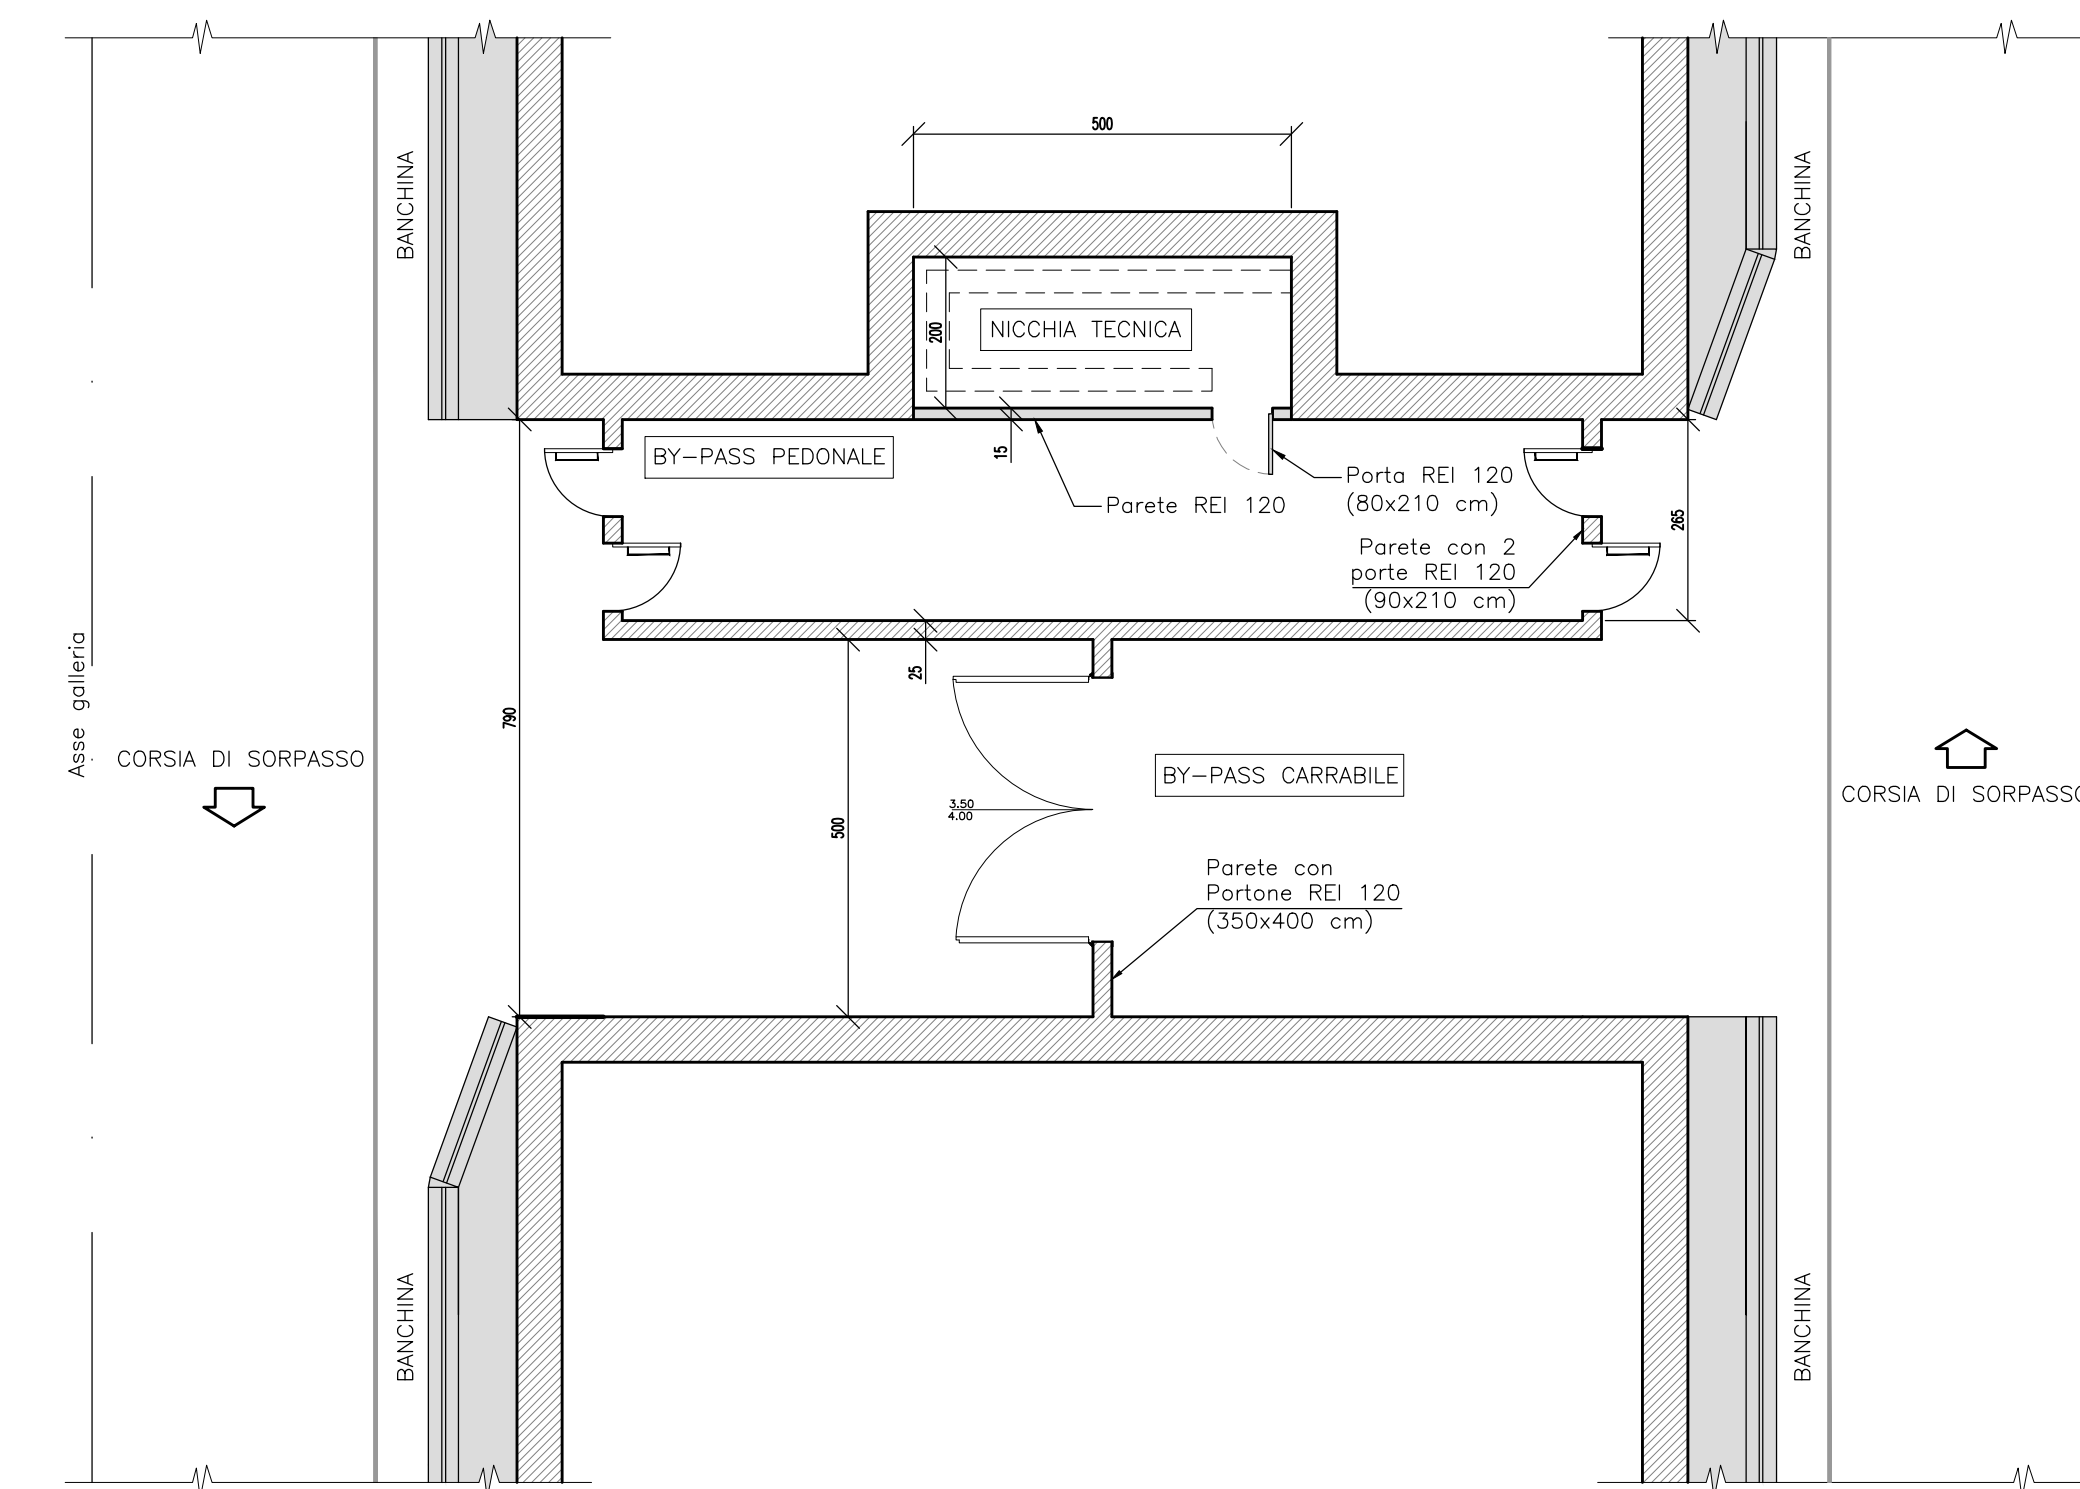 500
BANCHINA
BANCHINA
200
NICCHIA TECNICA
BY-PASS PEDONALE
15
Parete REI 120
Porta REI 120
(80x210 cm)
265
Parete con 2
porte REI 120
(90x210 cm)
Asse galleria
790
25
CORSIA DI SORPASSO
BY-PASS CARRABILE
CORSIA DI SORPASSO
3.50
4.00
500
Parete con
Portone REI 120
(350x400 cm)
BANCHINA
BANCHINA